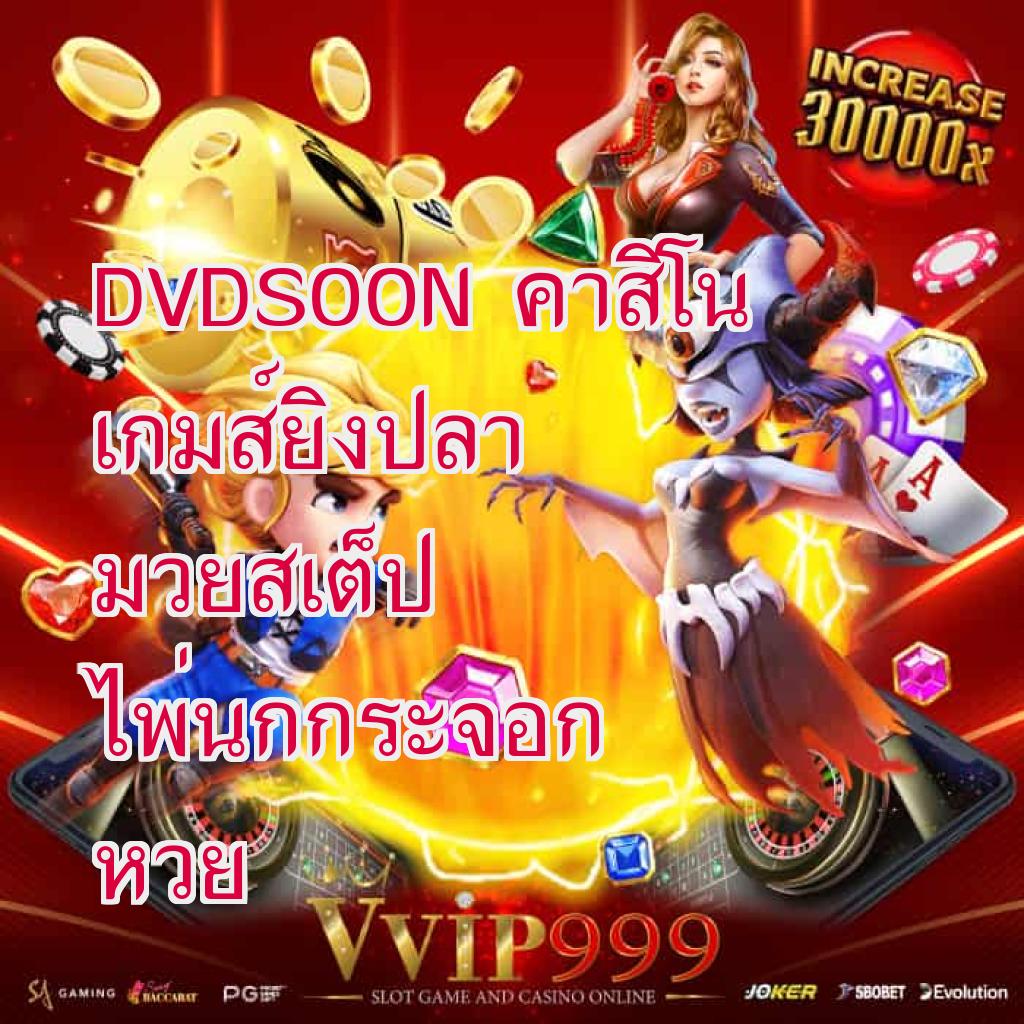 INCREASE
30000x
DVDSOON คาสิโน
เกมส์ยิงปลา
มวยสเต็ป
ไพ่นกกระจอก
หวย
VVIP999
SLOT GAME AND CASINO ONLINE
SA GAMING
Sexy BACCARAT
PG
JOKER
SBOBET
Evolution
A
A